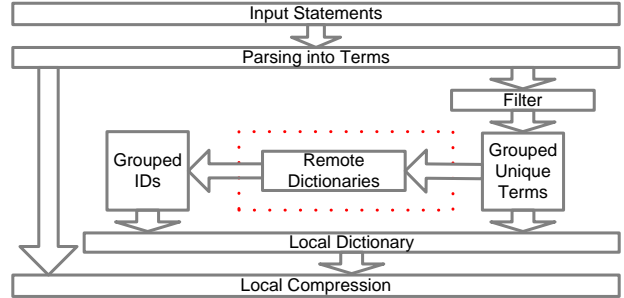 Input Statements
Parsing into Terms
Filter
Grouped
IDs
Remote
Dictionaries
Grouped
Unique
Terms
Local Dictionary
Local Compression